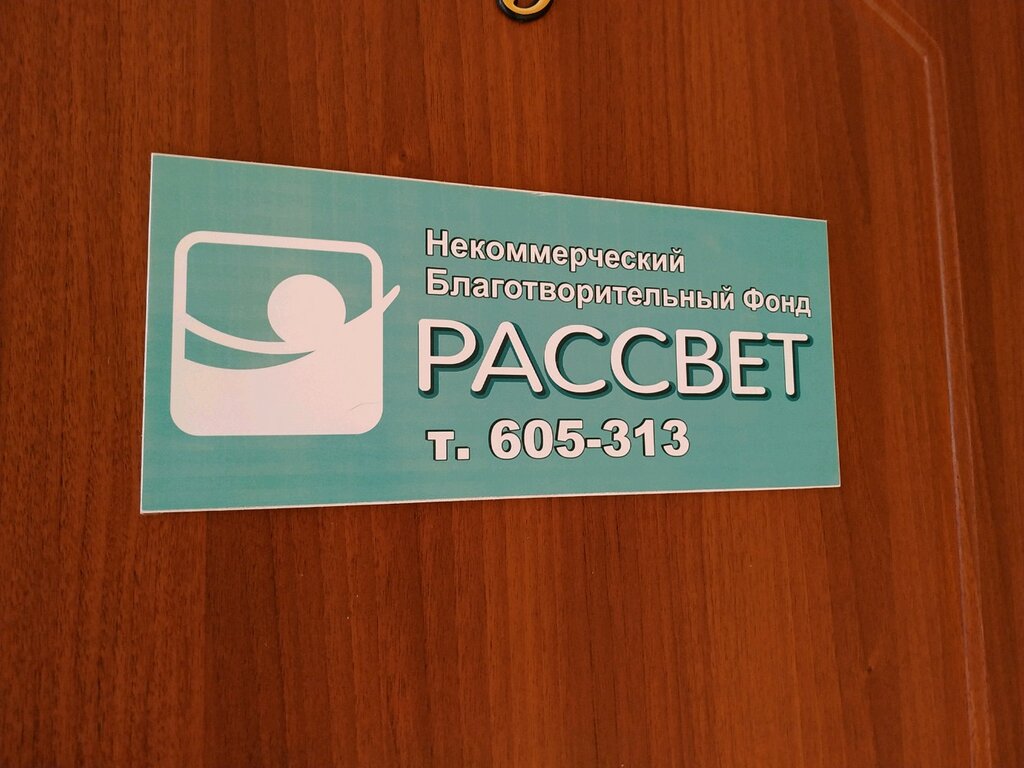 Некоммерческий
Благотворительный Фонд
РАССВЕТ
т. 605-313